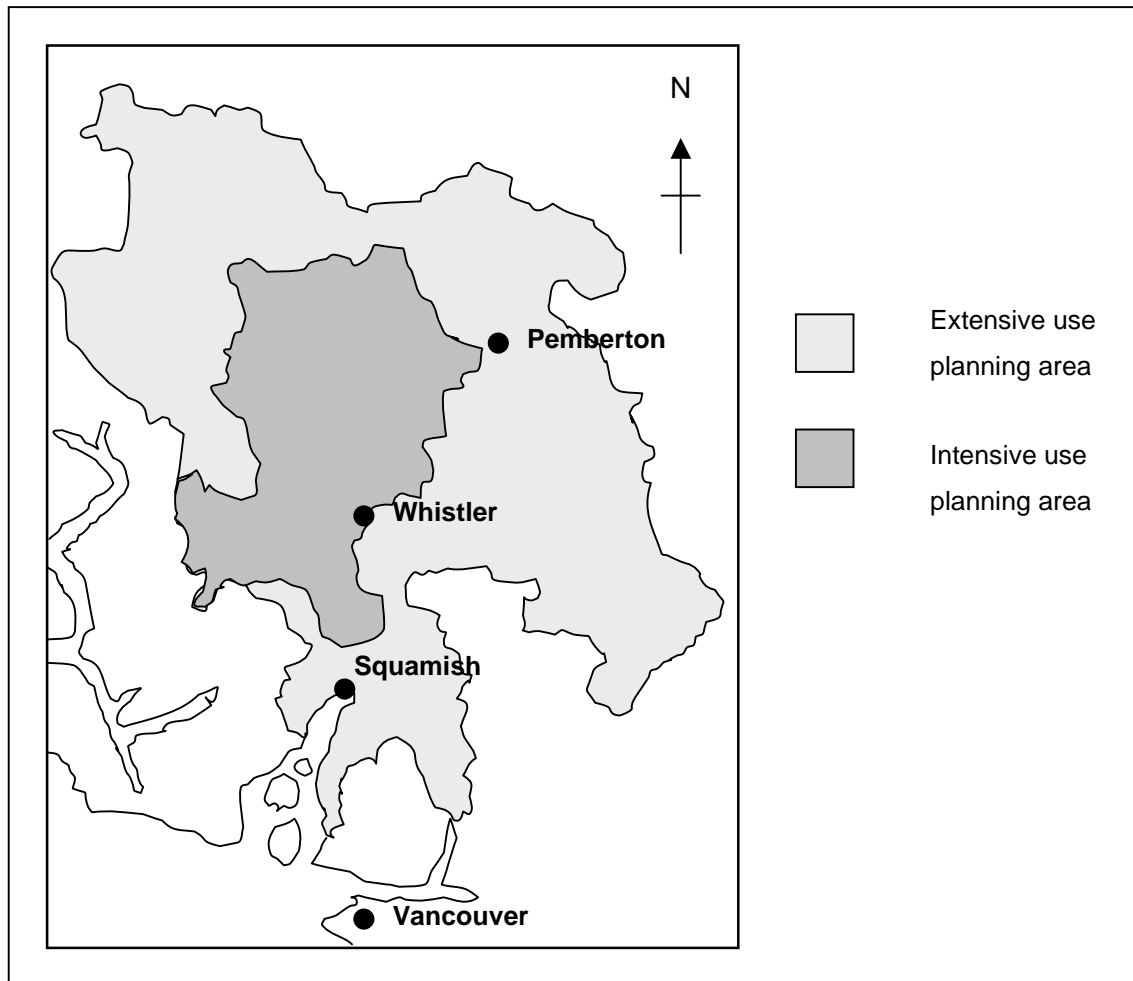 N
Pemberton
Whistler
Squamish
Vancouver
Extensive use
planning area
Intensive use
planning area